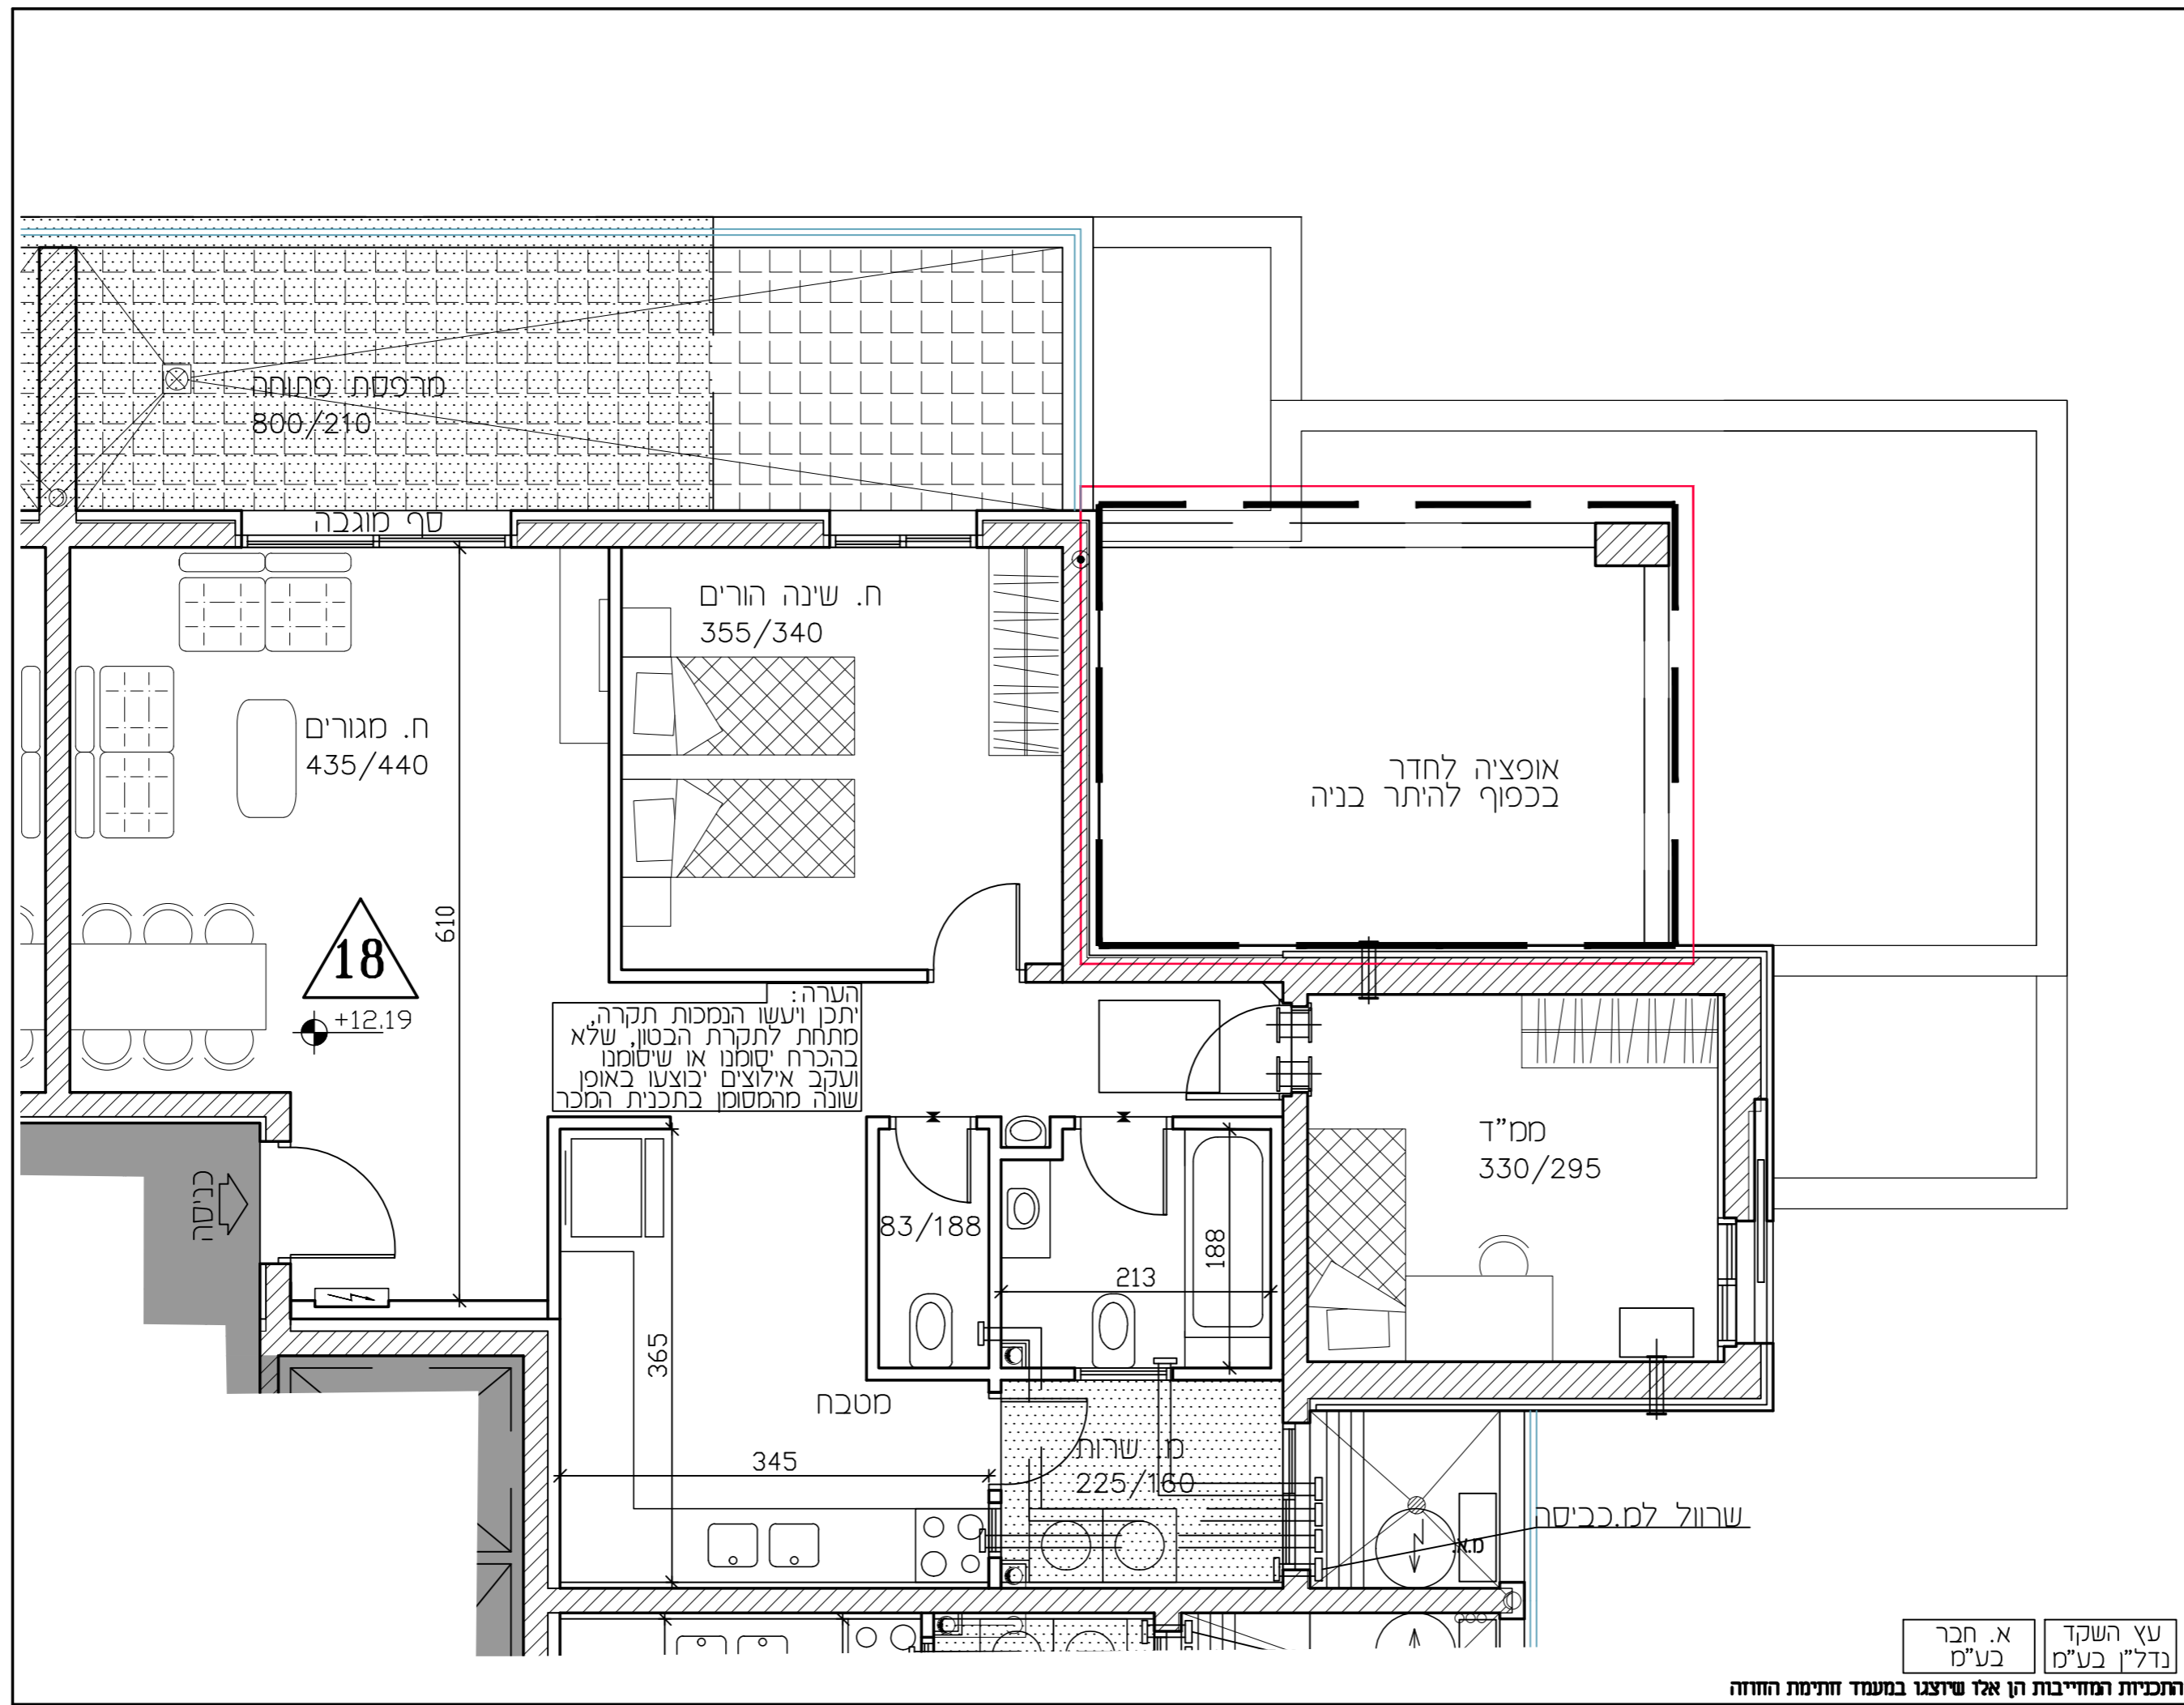 מרפסת פתוחה
800/210
סף מוגבה
ח. שינה הורים
355/340
ח. מגורים
435/440
אופציה לחדר
בכפוף להיתר בניה
610
18
+12.19
הערה:
יתכן ויעשו הנמכות תקרה,
מתחת לתקרת הבטון, שלא
בהכרח יסומנו או שיסומנו
ועקב אילוצים יבוצעו באופן
שונה מהמסומן בתכנית המכר
ממ"ד
330/295
כניסה
83/188
188
213
365
מטבח
345
מ. שרות
225/160
שרוול למ.כביסה
מ.א.
עץ השקד
נדל"ן בע"מ
א. חבר
בע"מ
התכניות המחייבות הן אלו שיוצגו במעמד חתימת החוזה